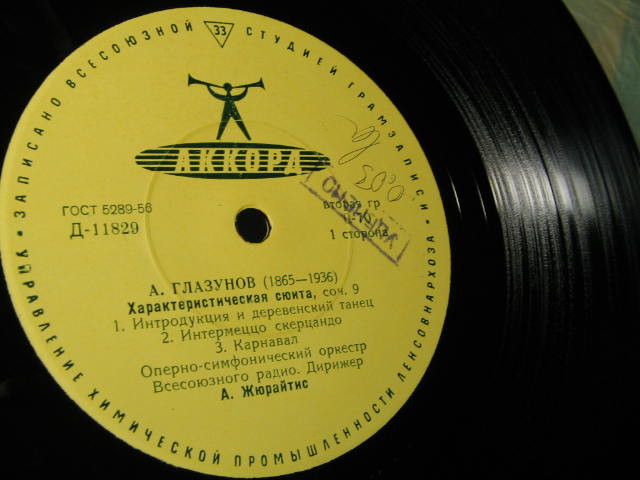 ЗАПИСАНО ВСЕСОЮЗНОЙ 33 СТУДИЕЙ ГРАМЗАПИСИ
АККОРД
ГОСТ 5289-56
Д-11829
вторая гр
1 сторона
А. ГЛАЗУНОВ (1865—1936)
Характеристическая сюита, соч. 9
1. Интродукция и деревенский танец
2. Интермеццо скерцандо
3. Карнавал
Оперно-симфонический оркестр
Всесоюзного радио. Дирижер
А. Жюрайтис
УПРАВЛЕНИЕ ХИМИЧЕСКОЙ ПРОМЫШЛЕННОСТИ ЛЕНСОВНАРХОЗА